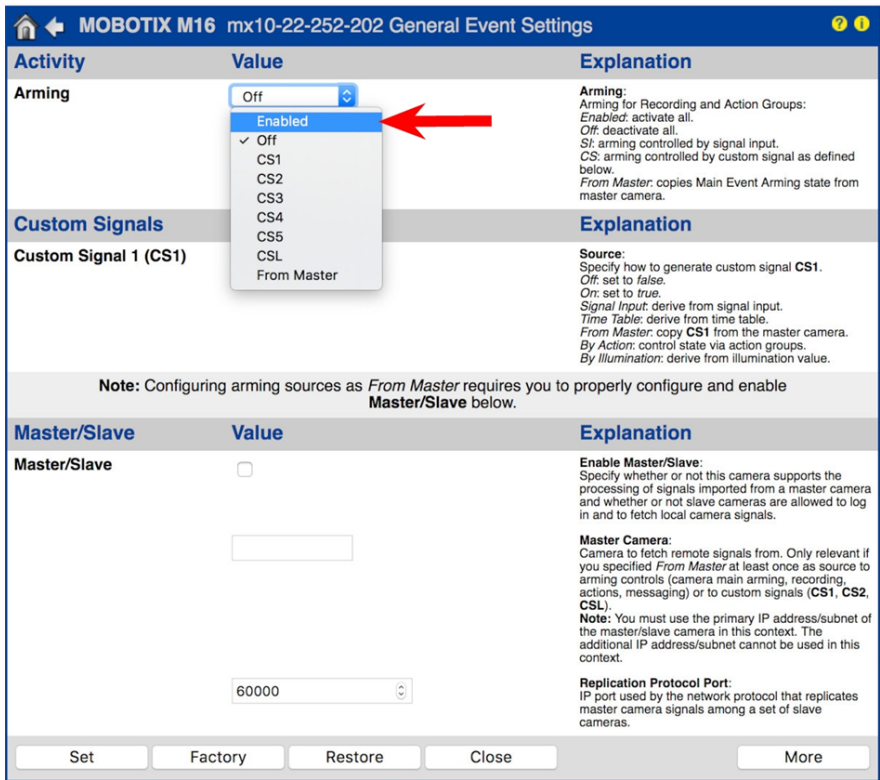 MOBOTIX M16 mx10-22-252-202 General Event Settings ? i
Activity Value Explanation
Arming
Off
Enabled
✓ Off
CS1
CS2
CS3
CS4
CS5
CSL
From Master
Arming:
Arming for Recording and Action Groups:
Enabled: activate all.
Off: deactivate all.
SI: arming controlled by signal input.
CS: arming controlled by custom signal as defined
below.
From Master: copies Main Event Arming state from
master camera.
Custom Signals Explanation
Custom Signal 1 (CS1)
Source:
Specify how to generate custom signal CS1.
Off: set to false.
On: set to true.
Signal Input: derive from signal input.
Time Table: derive from time table.
From Master: copy CS1 from the master camera.
By Action: control state via action groups.
By Illumination: derive from illumination value.
Note: Configuring arming sources as From Master requires you to properly configure and enable
Master/Slave below.
Master/Slave Value Explanation
Master/Slave
Enable Master/Slave:
Specify whether or not this camera supports the
processing of signals imported from a master camera
and whether or not slave cameras are allowed to log
in and to fetch local camera signals.
Master Camera:
Camera to fetch remote signals from. Only relevant if
you specified From Master at least once as source to
arming controls (camera main arming, recording,
actions, messaging) or to custom signals (CS1, CS2,
CSL).
Note: You must use the primary IP address/subnet of
the master/slave camera in this context. The
additional IP address/subnet cannot be used in this
context.
60000
Replication Protocol Port:
IP port used by the network protocol that replicates
master camera signals among a set of slave
cameras.
Set Factory Restore Close More